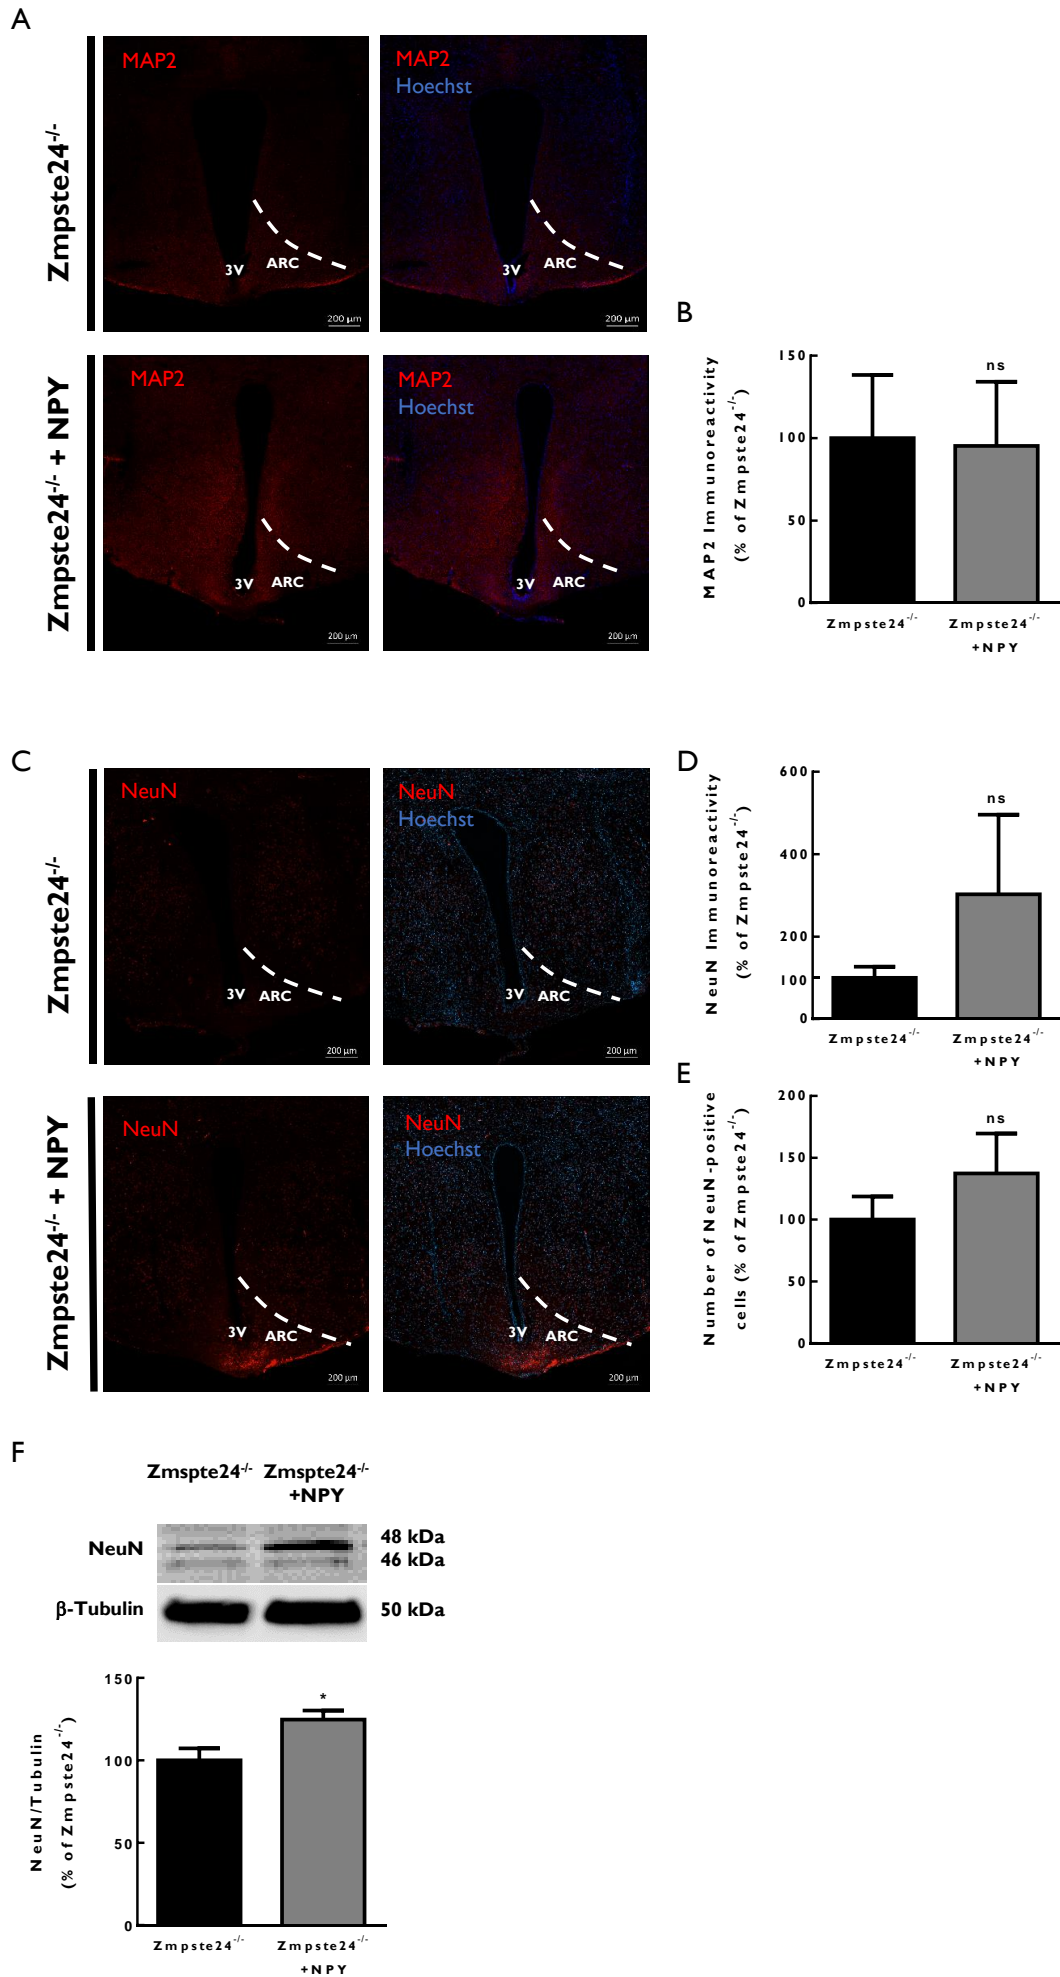 A
Zmpste24-/-
MAP2
MAP2
Hoechst
3V
ARC
200 µm
3V
ARC
200 µm
Zmpste24-/- + NPY
MAP2
MAP2
Hoechst
3V
ARC
200 µm
3V
ARC
200 µm
B
MAP2 Immunoreactivity
(% of Zmpste24-/-)
150
100
50
0
ns
Zmpste24-/-
Zmpste24-/-
+NPY
C
Zmpste24-/-
NeuN
NeuN
Hoechst
3V
ARC
200 µm
3V
ARC
200 µm
Zmpste24-/- + NPY
NeuN
NeuN
Hoechst
3V
ARC
200 µm
3V
ARC
200 µm
D
NeuN Immunoreactivity
(% of Zmpste24-/-)
600
400
200
100
0
ns
Zmpste24-/-
Zmpste24-/-
+NPY
E
Number of NeuN-positive
cells (% of Zmpste24-/-)
200
150
100
50
0
ns
Zmpste24-/-
Zmpste24-/-
+NPY
F
Zmspte24-/-
Zmspte24-/-
+NPY
NeuN
48 kDa
46 kDa
β-Tubulin
50 kDa
NeuN/Tubulin
(% of Zmpste24-/-)
150
100
50
0
*
Zmpste24-/-
Zmpste24-/-
+NPY